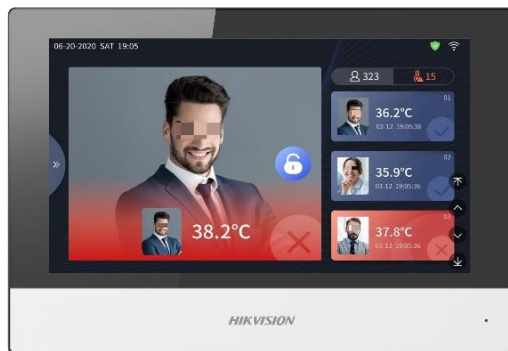 06-20-2020 SAT 19:05
323
15
01
36.2°C
03-12 19:05:36
02
35.9°C
03 12 19:05:36
03
37.8°C
03-12 19:05:36
38.2°C
HIKVISION